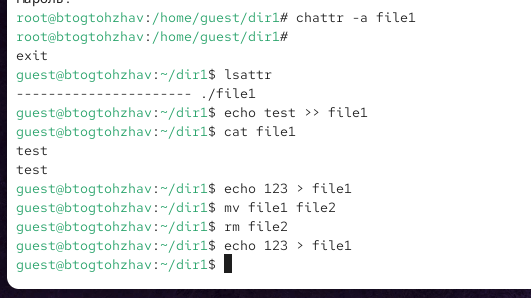 Пароль:
root@btogtohzhav:/home/guest/dir1# chattr -a file1
root@btogtohzhav:/home/guest/dir1#
exit
guest@btogtohzhav:~/dir1$ lsattr
---------------------- ./file1
guest@btogtohzhav:~/dir1$ echo test >> file1
guest@btogtohzhav:~/dir1$ cat file1
test
test
guest@btogtohzhav:~/dir1$ echo 123 > file1
guest@btogtohzhav:~/dir1$ mv file1 file2
guest@btogtohzhav:~/dir1$ rm file2
guest@btogtohzhav:~/dir1$ echo 123 > file1
guest@btogtohzhav:~/dir1$